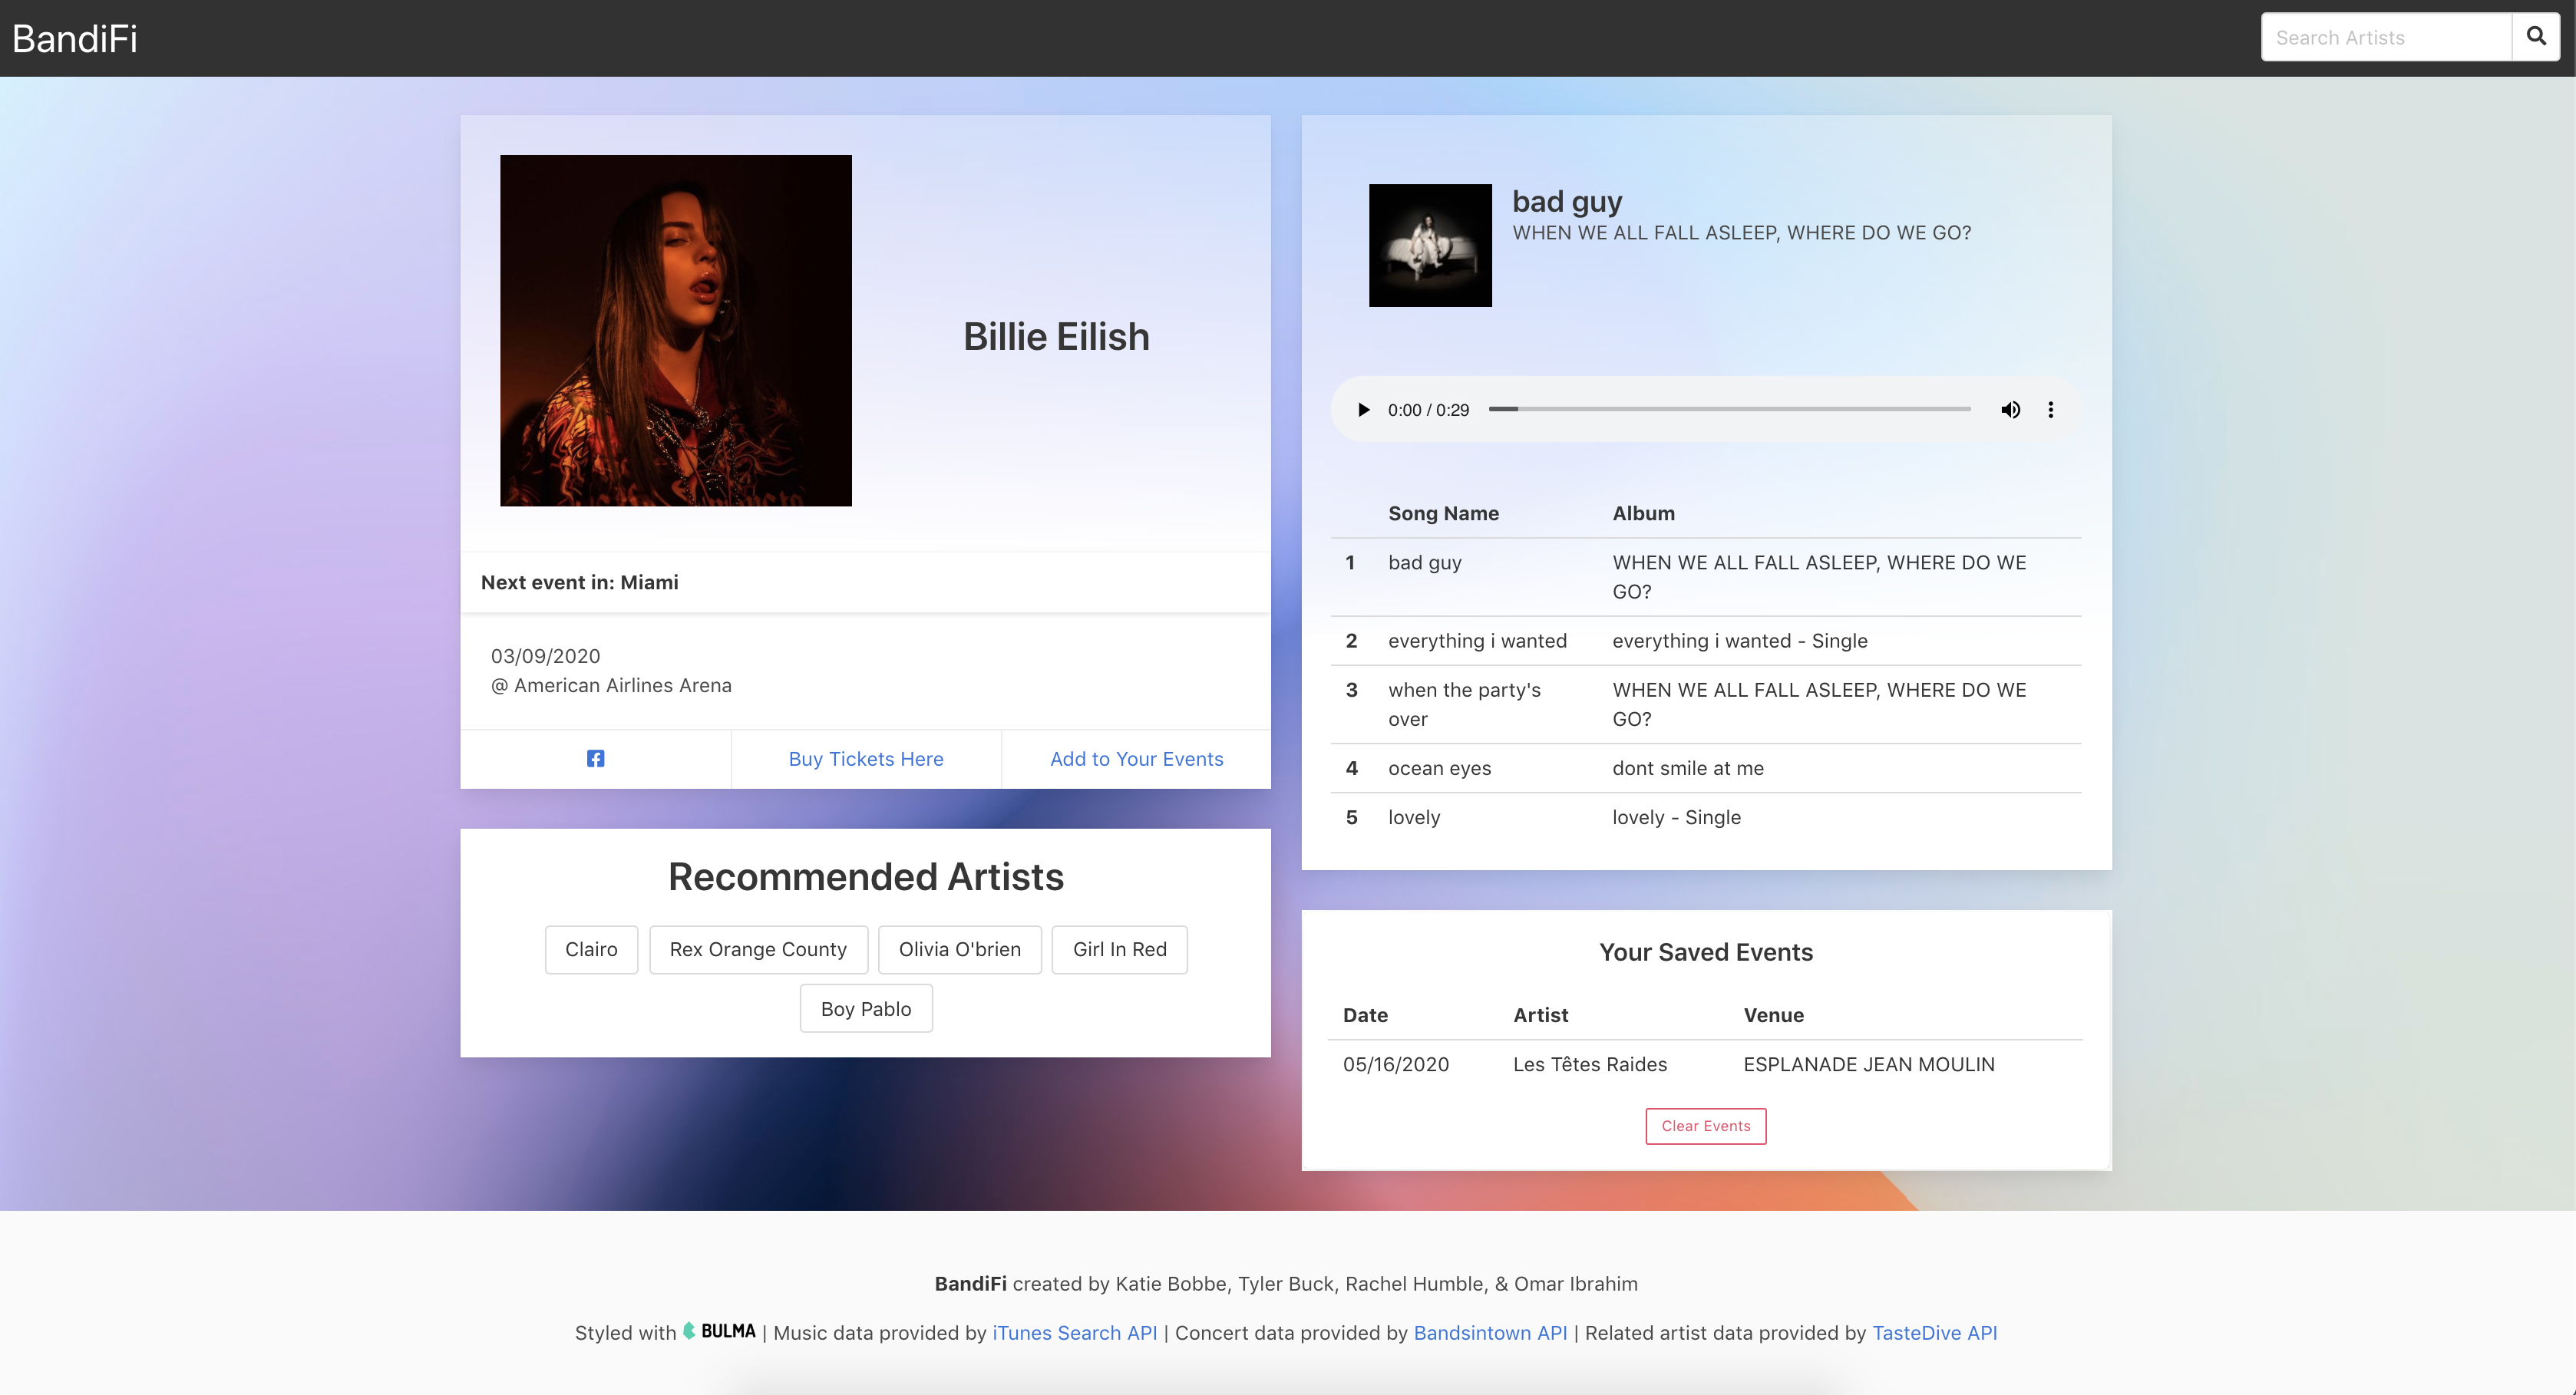 BandiFi
Search Artists
Billie Eilish
Next event in: Miami
03/09/2020
@ American Airlines Arena
Buy Tickets Here
Add to Your Events
Recommended Artists
Clairo
Rex Orange County
Olivia O'brien
Girl In Red
Boy Pablo
bad guy
WHEN WE ALL FALL ASLEEP, WHERE DO WE GO?
0:00 / 0:29
Song Name Album
1 bad guy WHEN WE ALL FALL ASLEEP, WHERE DO WE
GO?
2 everything i wanted everything i wanted - Single
3 when the party's WHEN WE ALL FALL ASLEEP, WHERE DO WE
over GO?
4 ocean eyes dont smile at me
5 lovely lovely - Single
Your Saved Events
Date Artist Venue
05/16/2020 Les Têtes Raides ESPLANADE JEAN MOULIN
Clear Events
BandiFi created by Katie Bobbe, Tyler Buck, Rachel Humble, & Omar Ibrahim
Styled with BULMA | Music data provided by iTunes Search API | Concert data provided by Bandsintown API | Related artist data provided by TasteDive API